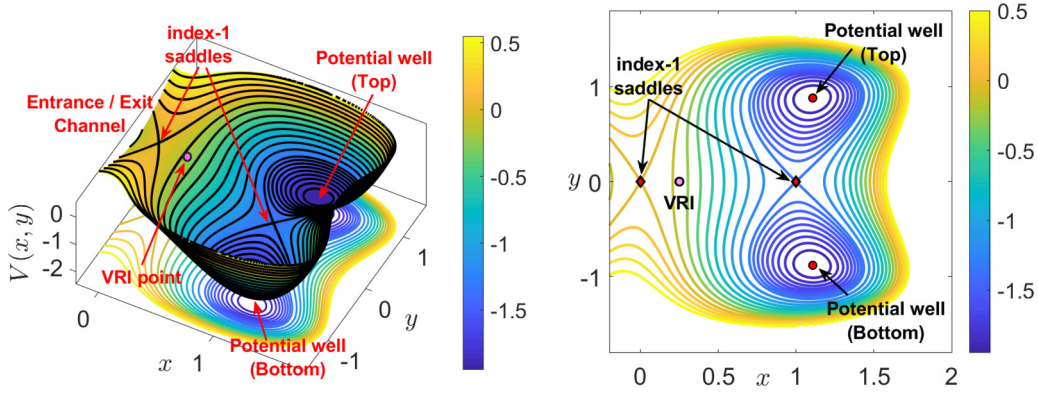 index-1
saddles
Potential well
(Top)
Entrance / Exit
Channel
VRI point
Potential well
(Bottom)
V(x, y)
0
-1
-2
0
x
1
-1
0
y
1
0.5
0
-0.5
-1
-1.5
Potential well
(Top)
index-1
saddles
VRI
Potential well
(Bottom)
1
y 0
-1
0
0.5
x
1
1.5
2
0.5
0
-0.5
-1
-1.5